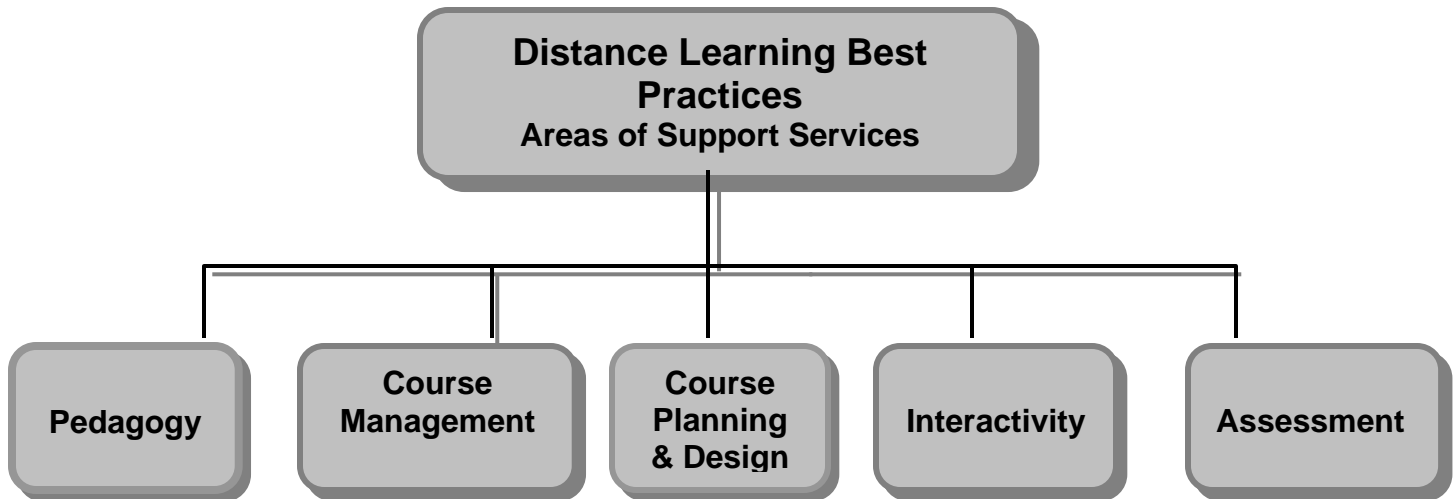 Distance Learning Best
Practices
Areas of Support Services
Pedagogy
Course
Management
Course
Planning
& Design
Interactivity
Assessment